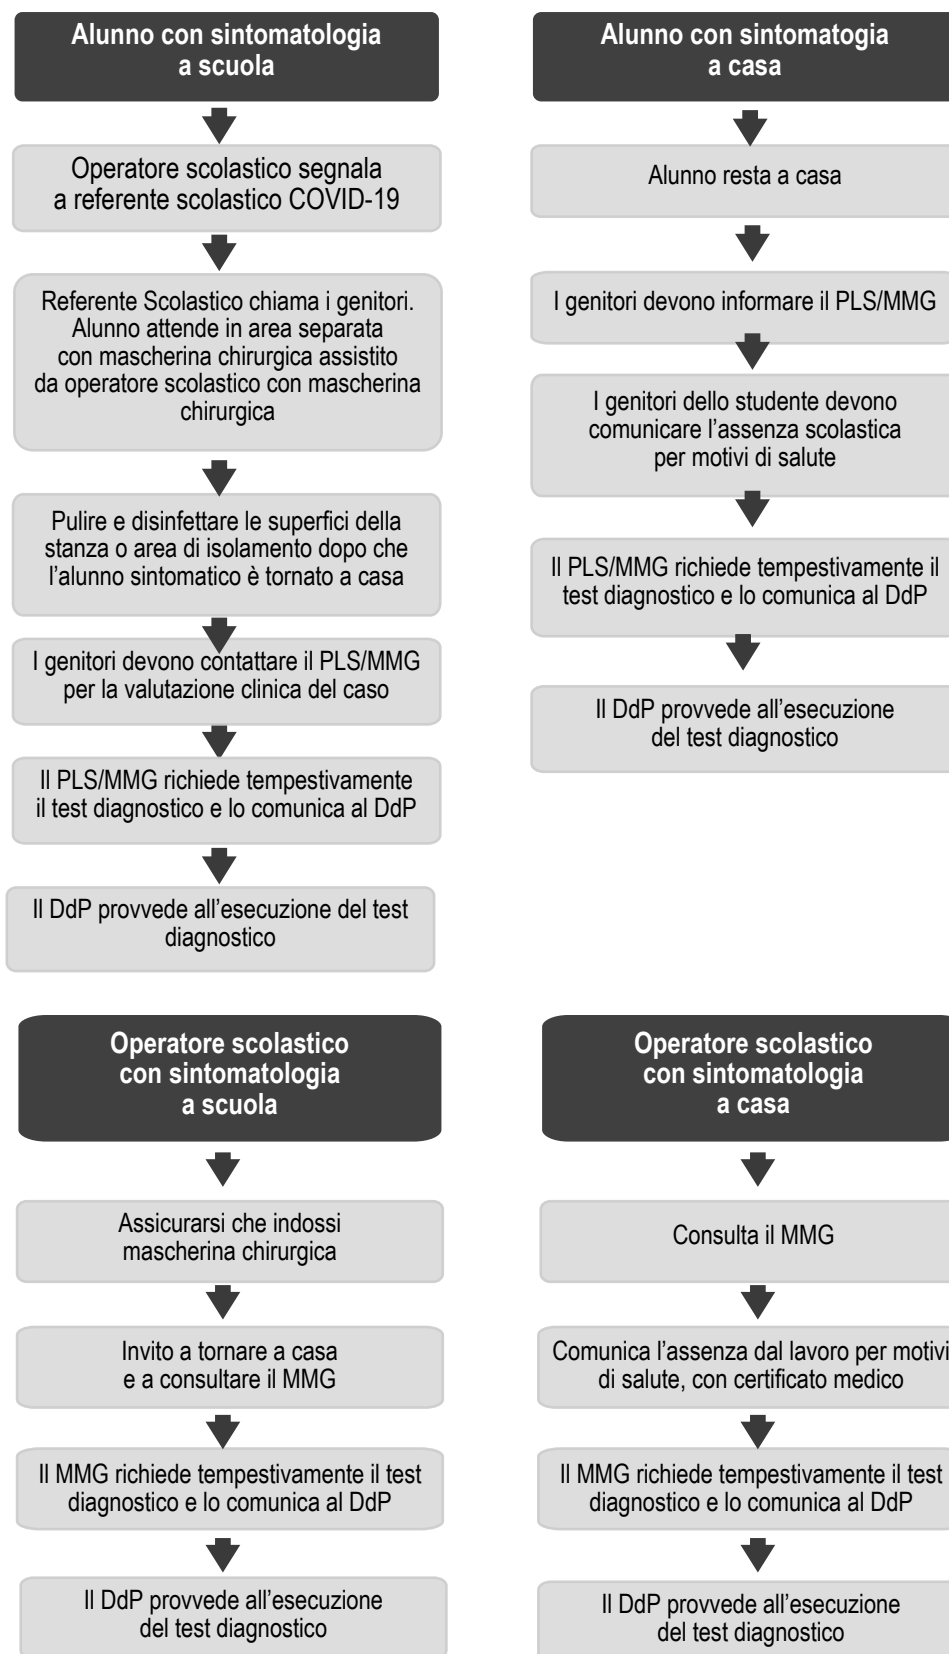 Alunno con sintomatologia
a scuola
Operatore scolastico segnala
a referente scolastico COVID-19
Referente Scolastico chiama i genitori.
Alunno attende in area separata
con mascherina chirurgica assistito
da operatore scolastico con mascherina
chirurgica
Pulire e disinfettare le superfici della
stanza o area di isolamento dopo che
l’alunno sintomatico è tornato a casa
I genitori devono contattare il PLS/MMG
per la valutazione clinica del caso
Il PLS/MMG richiede tempestivamente
il test diagnostico e lo comunica al DdP
Il DdP provvede all’esecuzione del test
diagnostico
Alunno con sintomatogia
a casa
Alunno resta a casa
I genitori devono informare il PLS/MMG
I genitori dello studente devono
comunicare l’assenza scolastica
per motivi di salute
Il PLS/MMG richiede tempestivamente il
test diagnostico e lo comunica al DdP
Il DdP provvede all’esecuzione
del test diagnostico
Operatore scolastico
con sintomatologia
a scuola
Assicurarsi che indossi
mascherina chirurgica
Invito a tornare a casa
e a consultare il MMG
Il MMG richiede tempestivamente il test
diagnostico e lo comunica al DdP
Il DdP provvede all’esecuzione
del test diagnostico
Operatore scolastico
con sintomatologia
a casa
Consulta il MMG
Comunica l’assenza dal lavoro per motivi
di salute, con certificato medico
Il MMG richiede tempestivamente il test
diagnostico e lo comunica al DdP
Il DdP provvede all’esecuzione
del test diagnostico